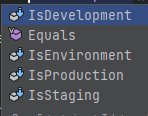 IsDevelopment
Equals
IsEnvironment
IsProduction
IsStaging